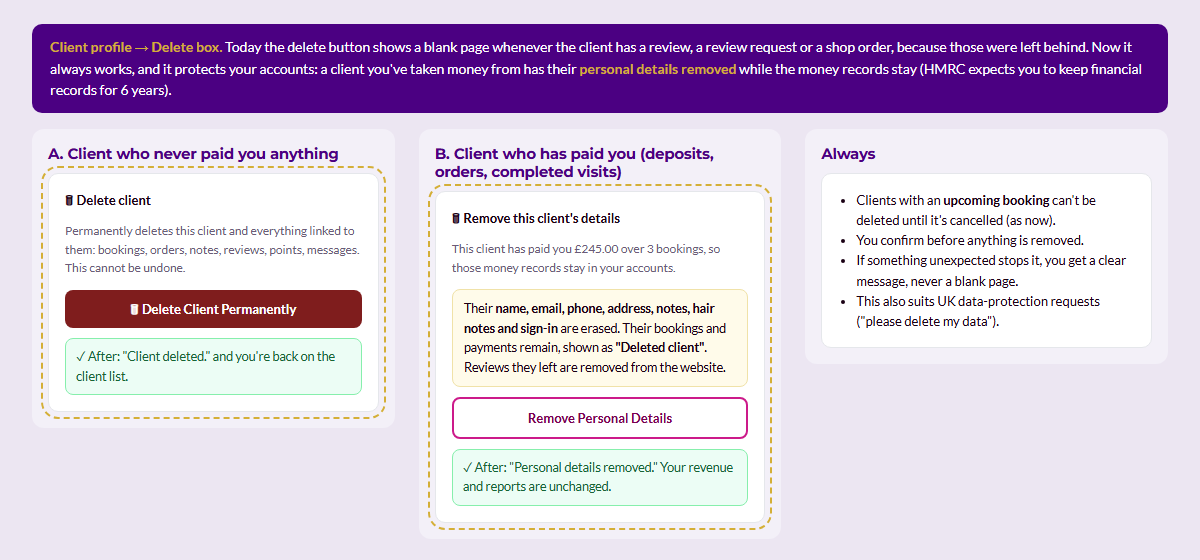 Client profile → Delete box. Today the delete button shows a blank page whenever the client has a review, a review request or a shop order, because those were left behind. Now it
always works, and it protects your accounts: a client you've taken money from has their personal details removed while the money records stay (HMRC expects you to keep financial
records for 6 years).
A. Client who never paid you anything
🗑 Delete client
Permanently deletes this client and everything linked to
them: bookings, orders, notes, reviews, points, messages.
This cannot be undone.
🗑 Delete Client Permanently
✓ After: "Client deleted." and you're back on the
client list.
B. Client who has paid you (deposits,
orders, completed visits)
🗑 Remove this client's details
This client has paid you £245.00 over 3 bookings, so
those money records stay in your accounts.
Their name, email, phone, address, notes, hair
notes and sign-in are erased. Their bookings and
payments remain, shown as "Deleted client".
Reviews they left are removed from the website.
Remove Personal Details
✓ After: "Personal details removed." Your revenue
and reports are unchanged.
Always
• Clients with an upcoming booking can't be
deleted until it's cancelled (as now).
• You confirm before anything is removed.
• If something unexpected stops it, you get a clear
message, never a blank page.
• This also suits UK data-protection requests
("please delete my data").